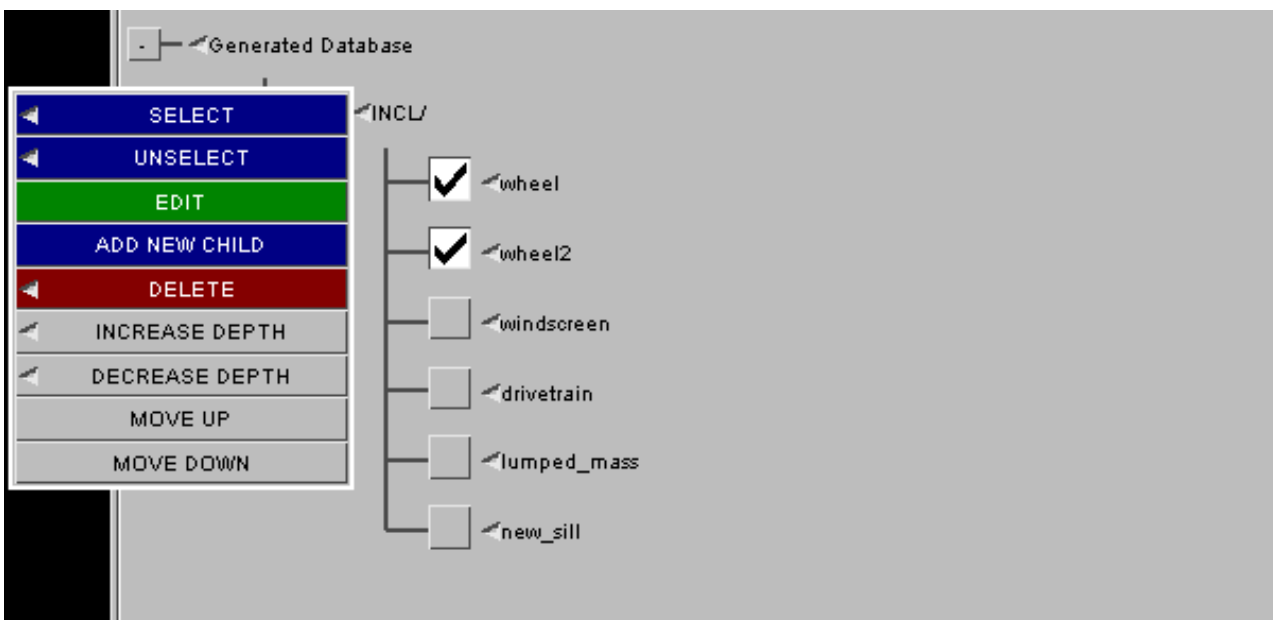 Generated Database
SELECT
UNSELECT
EDIT
ADD NEW CHILD
DELETE
INCREASE DEPTH
DECREASE DEPTH
MOVE UP
MOVE DOWN
INCL/
wheel
wheel2
windscreen
drivetrain
lumped_mass
new_sill